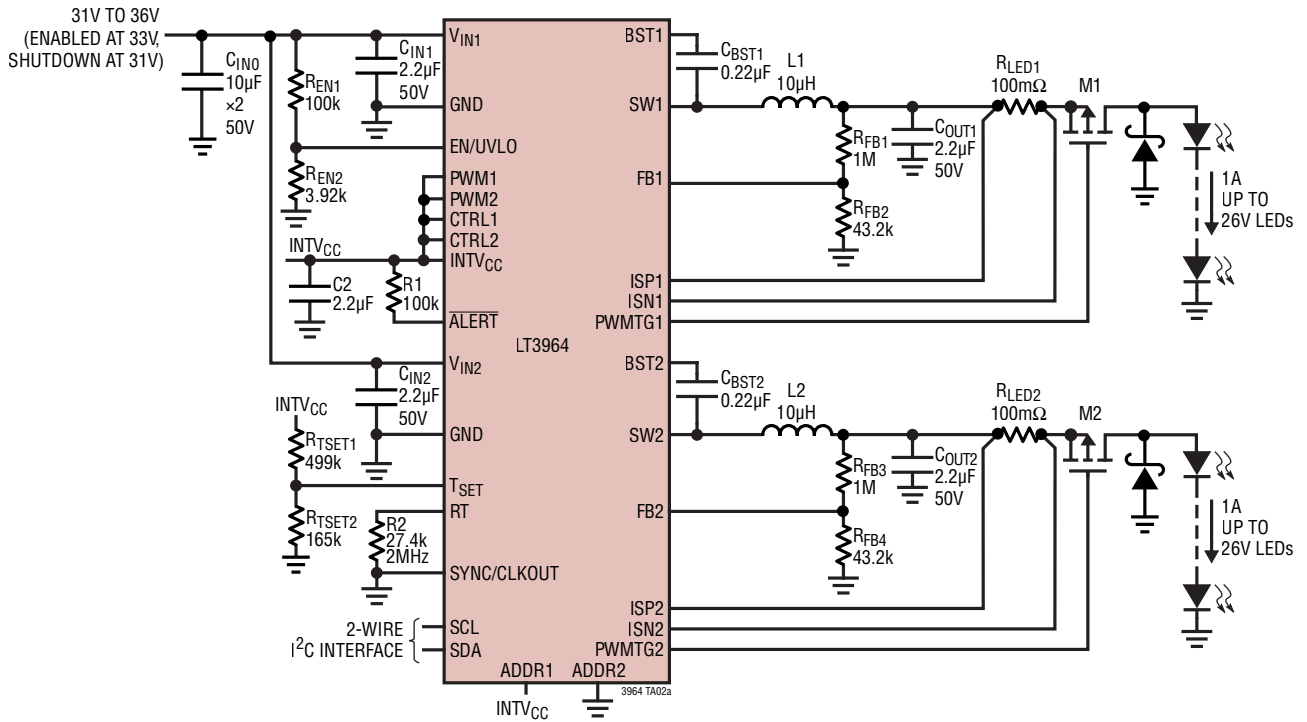 31V TO 36V
(ENABLED AT 33V,
SHUTDOWN AT 31V)
CIN0
10µF
×2
50V
REN1
100k
REN2
3.92k
CIN1
2.2µF
50V
VIN1
GND
EN/UVLO
PWM1
PWM2
CTRL1
CTRL2
INTVCC
INTVCC
C2
2.2µF
R1
100k
ALERT
LT3964
VIN2
CIN2
2.2µF
50V
GND
INTVCC
RTSET1
499k
RTSET2
165k
TSET
RT
R2
27.4k
2MHz
SYNC/CLKOUT
2-WIRE
I2C INTERFACE
SCL
SDA
ADDR1
ADDR2
INTVCC
3964 TA02a
BST1
CBST1
0.22µF
L1
10µH
SW1
RFB1
1M
COUT1
2.2µF
50V
RLED1
100mΩ
M1
FB1
RFB2
43.2k
1A
UP TO
26V LEDs
ISP1
ISN1
PWMTG1
BST2
CBST2
0.22µF
L2
10µH
SW2
RFB3
1M
COUT2
2.2µF
50V
RLED2
100mΩ
M2
FB2
RFB4
43.2k
1A
UP TO
26V LEDs
ISP2
ISN2
PWMTG2